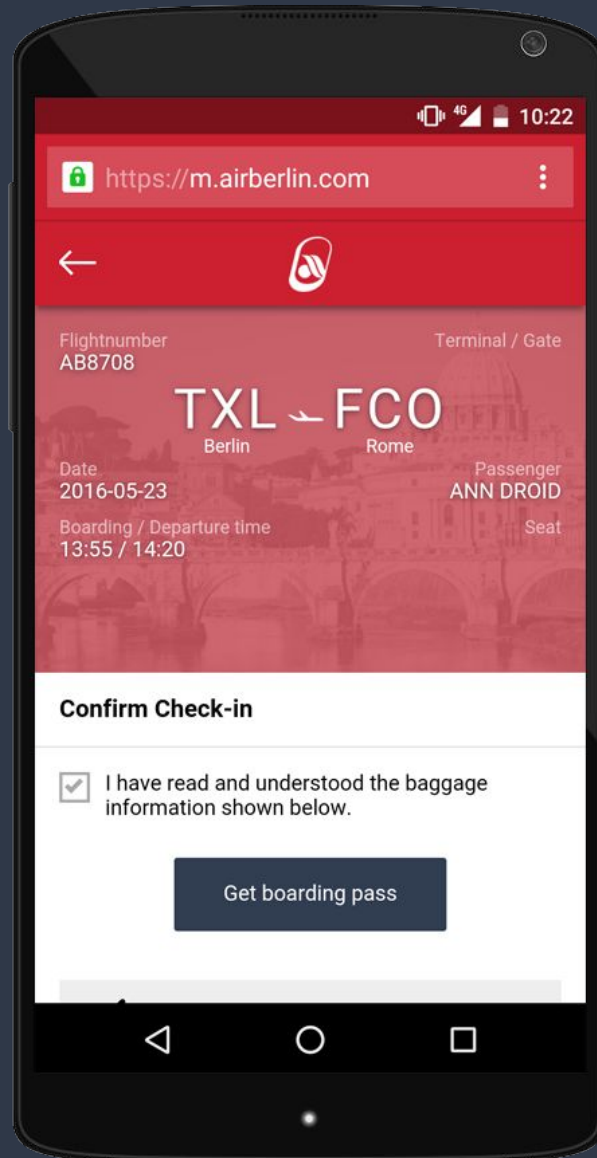 4G 10:22
https://m.airberlin.com
Flightnumber Terminal / Gate
AB8708
TXL FCO
Berlin Rome
Date Passenger
2016-05-23 ANN DROID
Boarding / Departure time Seat
13:55 / 14:20
Confirm Check-in
I have read and understood the baggage
information shown below.
Get boarding pass